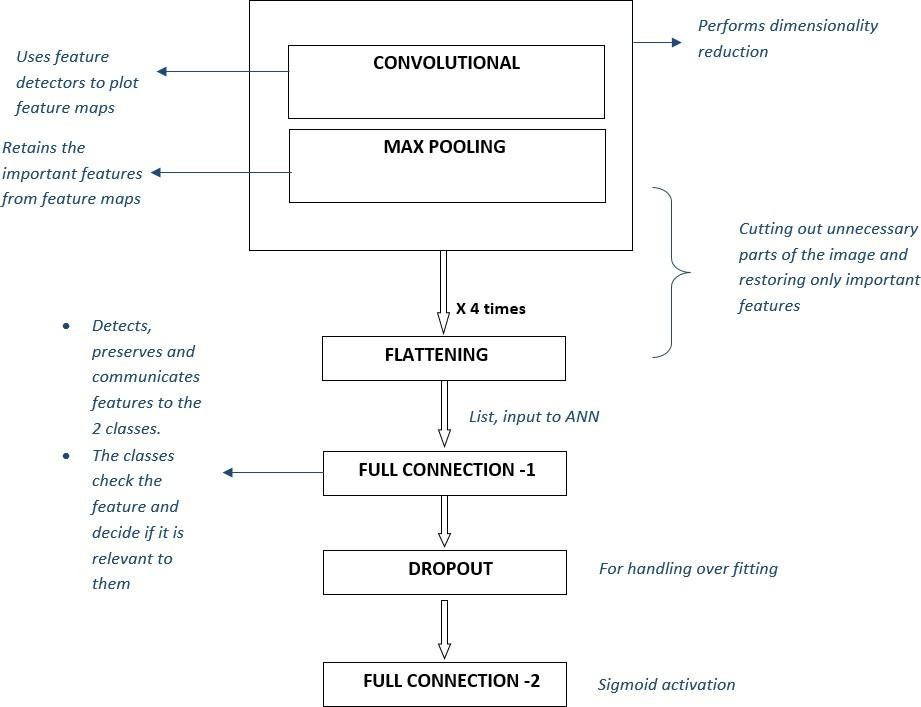 Performs dimensionality
reduction
CONVOLUTIONAL
Uses feature
detectors to plot
feature maps
MAX POOLING
Retains the
important features
from feature maps
Cutting out unnecessary
parts of the image and
restoring only important
features
X 4 times
FLATTENING
List, input to ANN
• Detects,
preserves and
communicates
features to the
2 classes.
• The classes
check the
feature and
decide if it is
relevant to
them
FULL CONNECTION -1
DROPOUT
For handling over fitting
FULL CONNECTION -2
Sigmoid activation